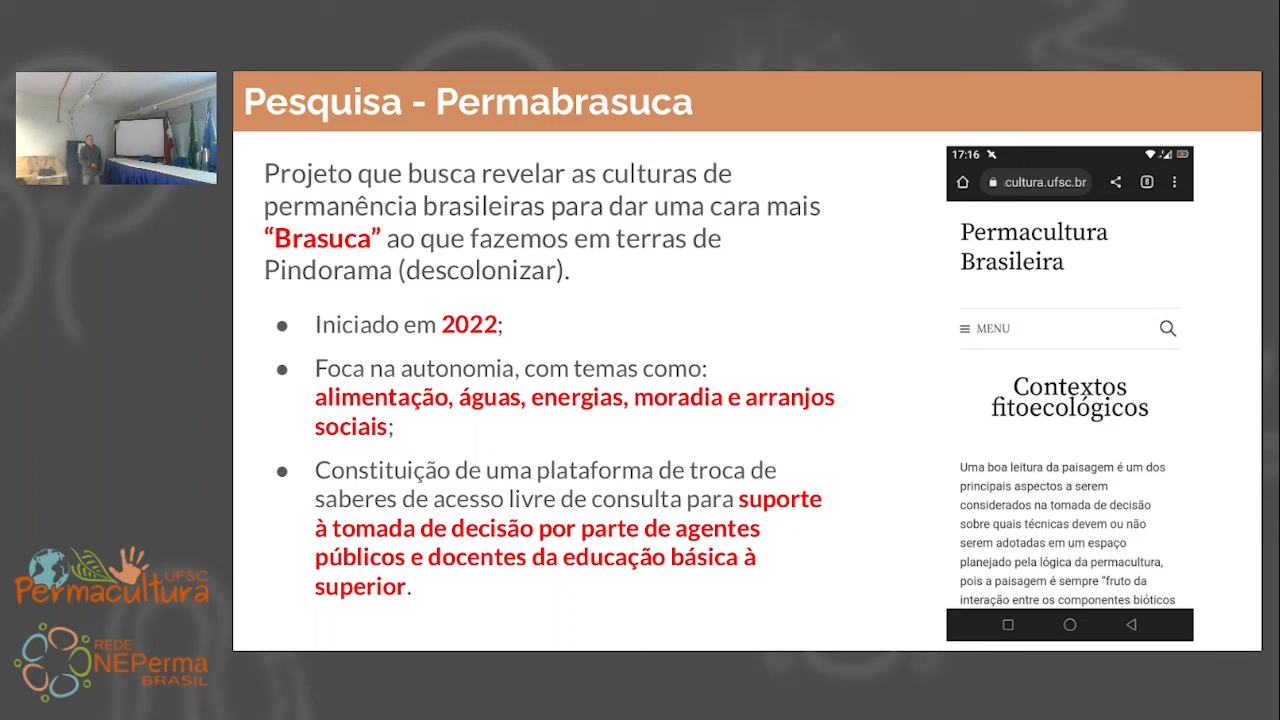 Pesquisa - Permabrasuca
Projeto que busca revelar as culturas de
permanência brasileiras para dar uma cara mais
“Brasuca” ao que fazemos em terras de
Pindorama (descolonizar).
● Iniciado em 2022;
● Foca na autonomia, com temas como:
alimentação, águas, energias, moradia e arranjos
sociais;
● Constituição de uma plataforma de troca de
saberes de acesso livre de consulta para suporte
à tomada de decisão por parte de agentes
públicos e docentes da educação básica à
superior.
17:16
cultura.ufsc.br
8
Permacultura
Brasileira
MENU
Contextos
fitoecológicos
Uma boa leitura da paisagem é um dos
principais aspectos a serem
considerados na tomada de decisão
sobre quais técnicas devem ou não
serem adotadas em um espaço
planejado pela lógica da permacultura,
pois a paisagem é sempre “fruto da
interação entre os componentes bióticos
UFSC
Permacultura
REDE
NEPerma
BRASIL